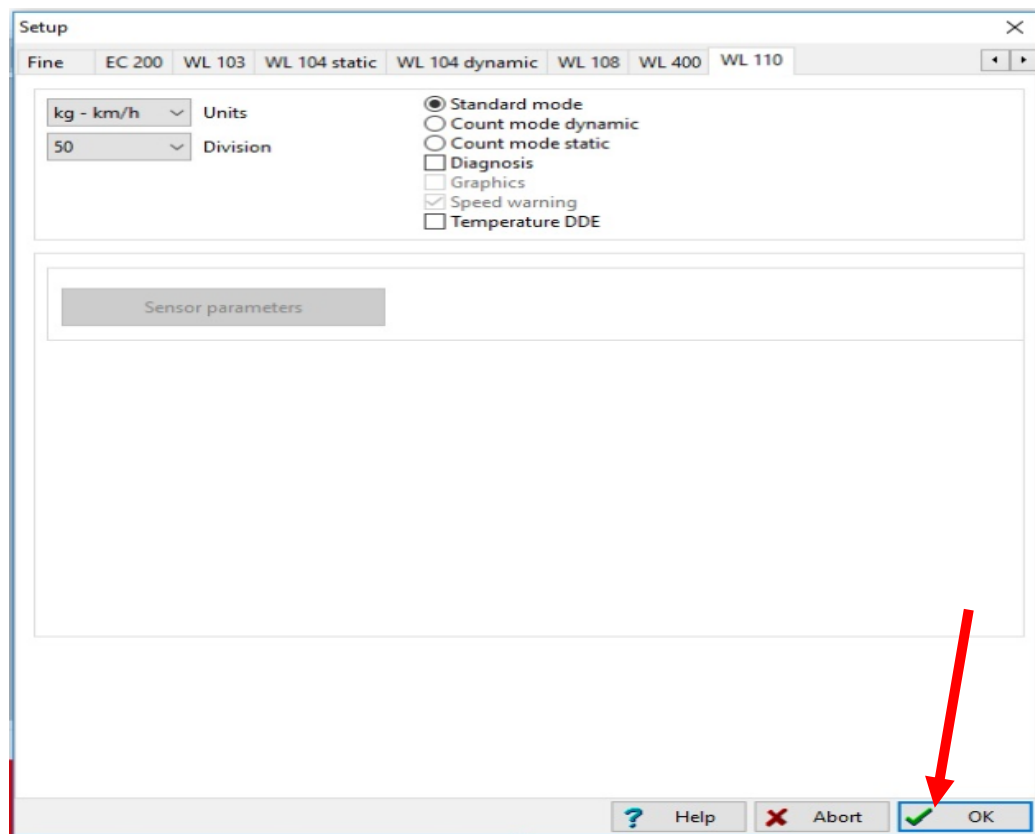 Setup
Fine EC 200 WL 103 WL 104 static WL 104 dynamic WL 108 WL 400 WL 110
kg - km/h Units
50 Division
Standard mode
Count mode dynamic
Count mode static
Diagnosis
Graphics
Speed warning
Temperature DDE
Sensor parameters
? Help Abort OK